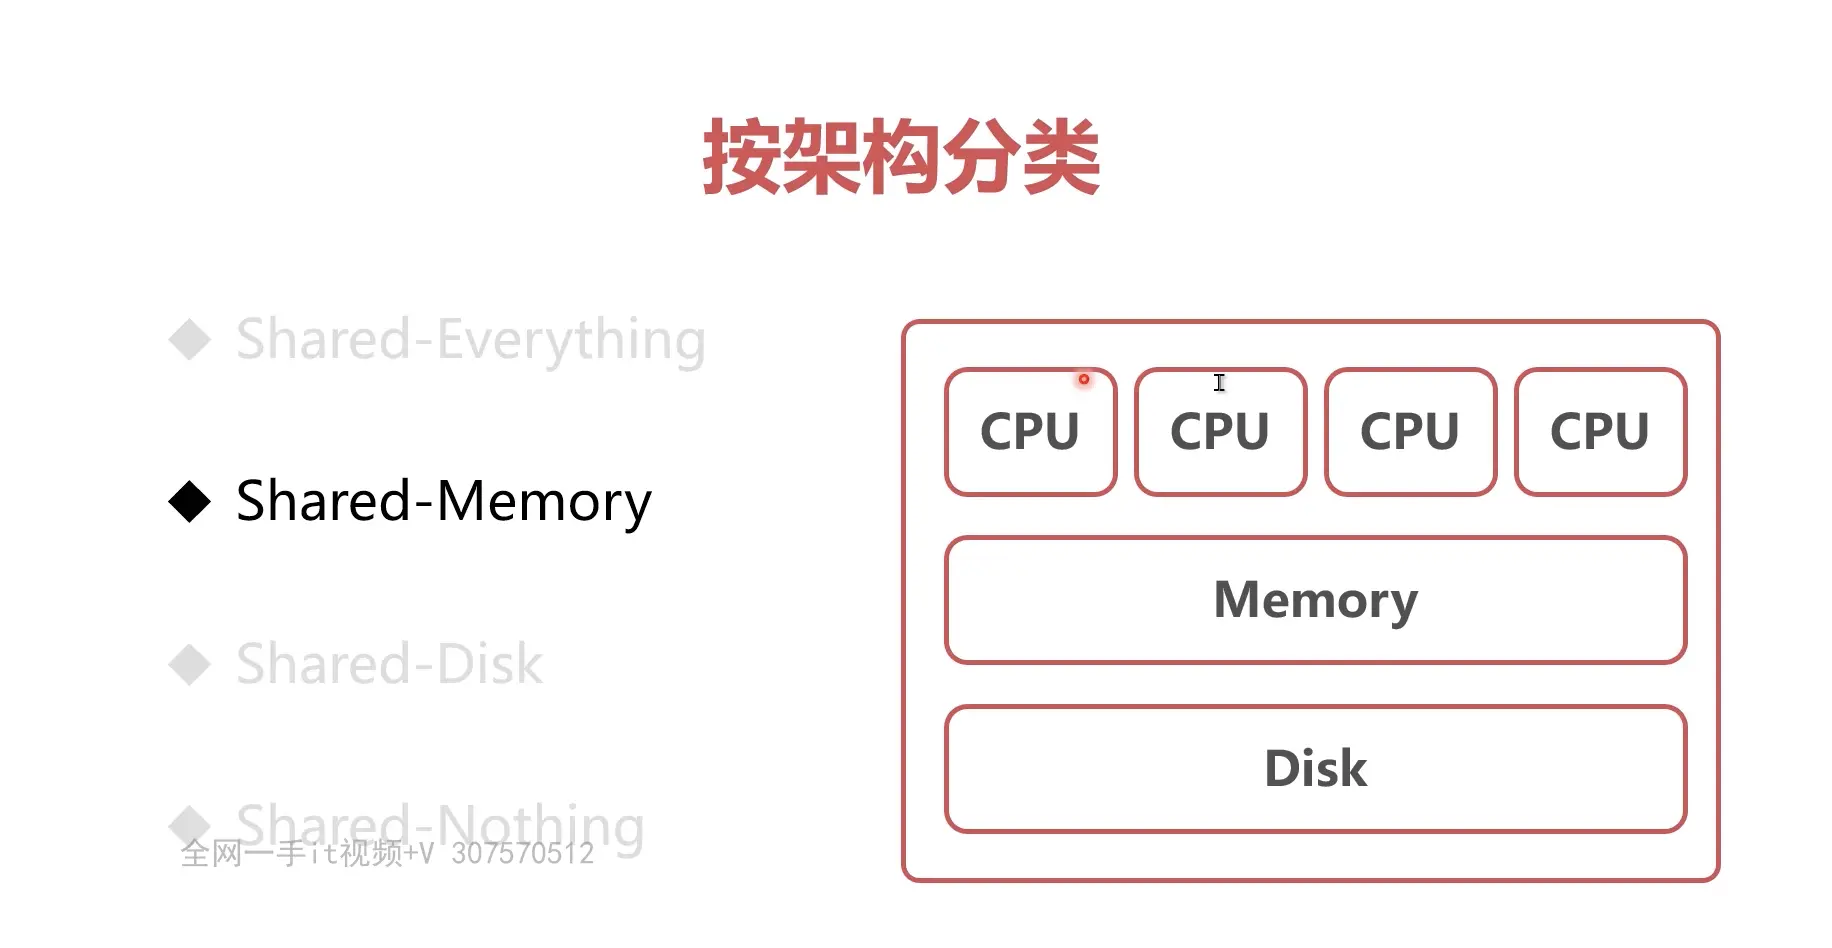 按架构分类
Shared-Everything
Shared-Memory
Shared-Disk
Shared-Nothing
全网一手it视频+V 307570512
CPU CPU CPU CPU
Memory
Disk